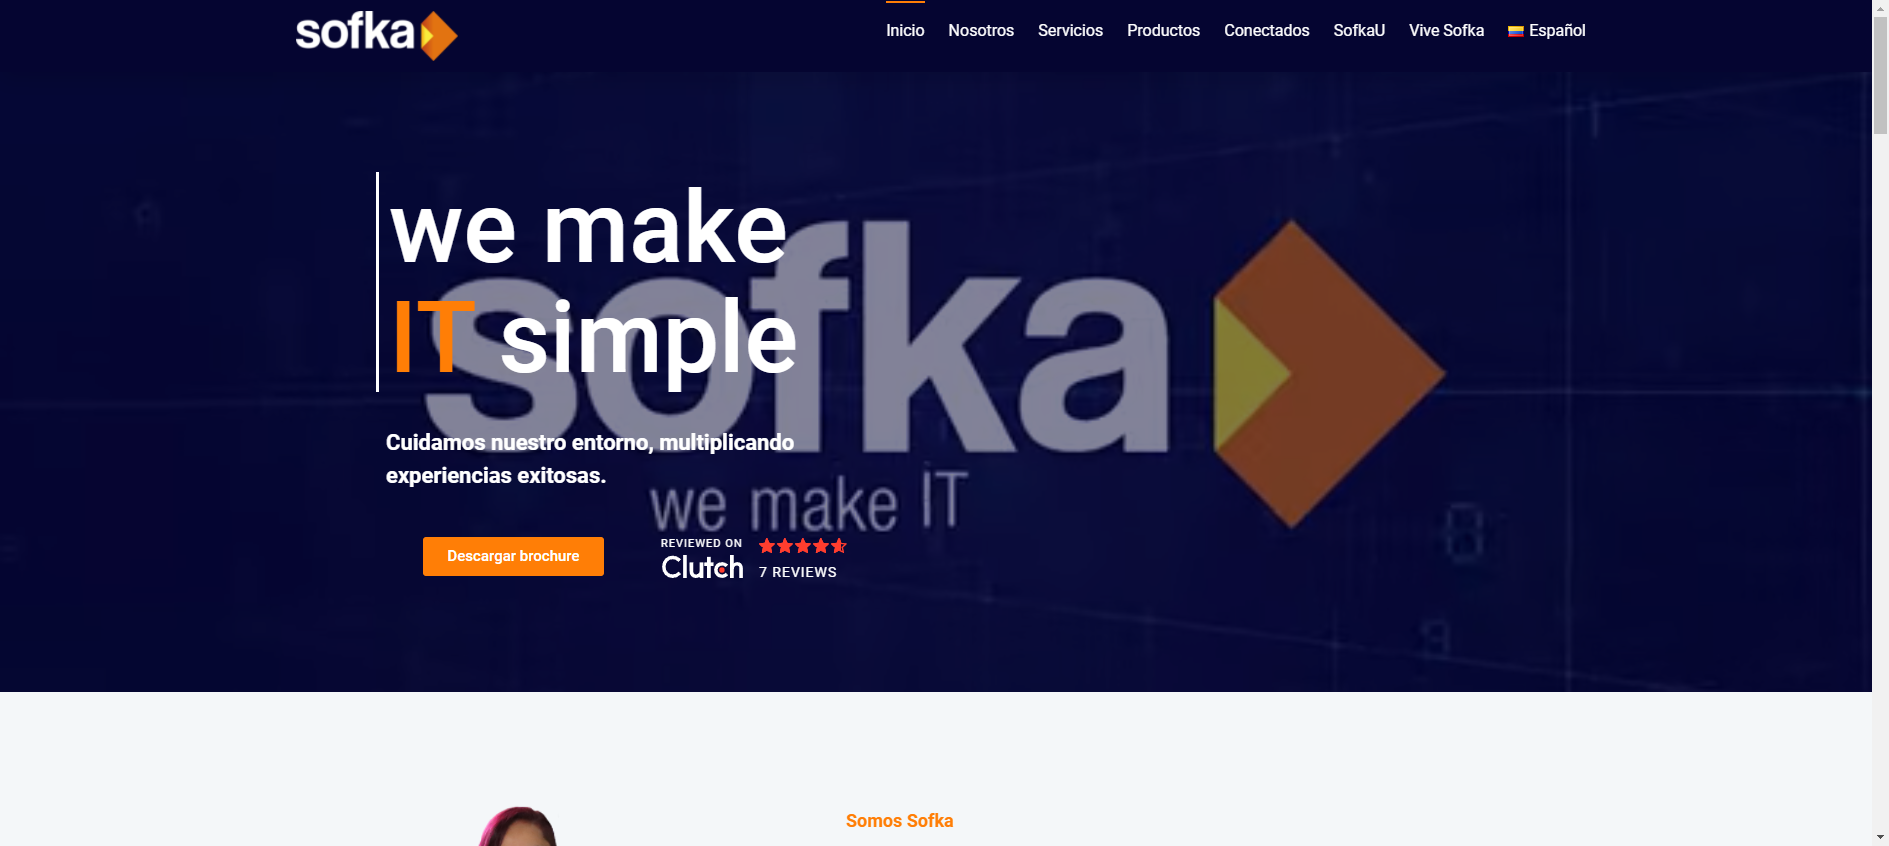 sofka
Inicio Nosotros Servicios Productos Conectados SofkaU Vive Sofka Español
we make
IT simple
sofka
we make IT
Cuidamos nuestro entorno, multiplicando
experiencias exitosas.
Descargar brochure
REVIEWED ON
Clutch
7 REVIEWS
Somos Sofka